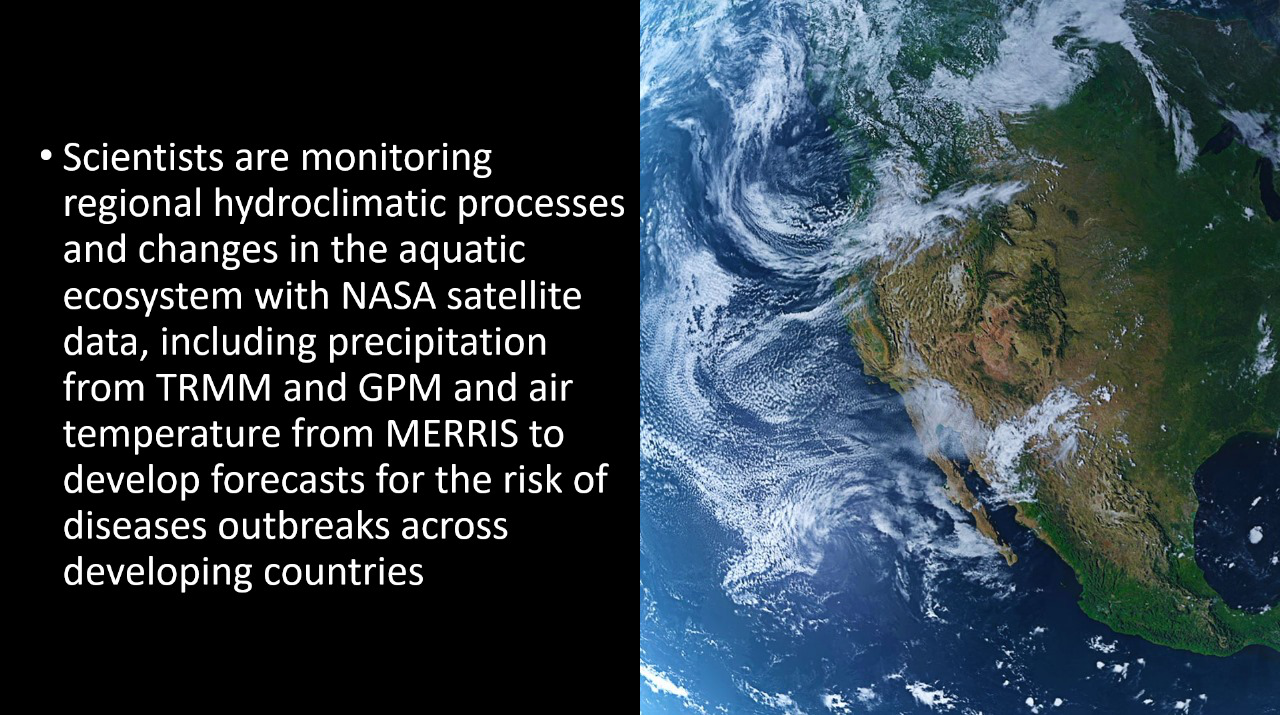 • Scientists are monitoring
regional hydroclimatic processes
and changes in the aquatic
ecosystem with NASA satellite
data, including precipitation
from TRMM and GPM and air
temperature from MERRIS to
develop forecasts for the risk of
diseases outbreaks across
developing countries